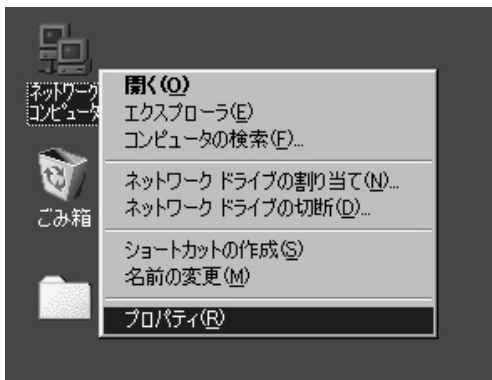 ネットワーク
コンピュータ
ごみ箱
開く(O)
エクスプローラ(E)
コンピュータの検索(F)...
ネットワーク ドライブの割り当て(N)...
ネットワーク ドライブの切断(D)...
ショートカットの作成(S)
名前の変更(M)
プロパティ(R)